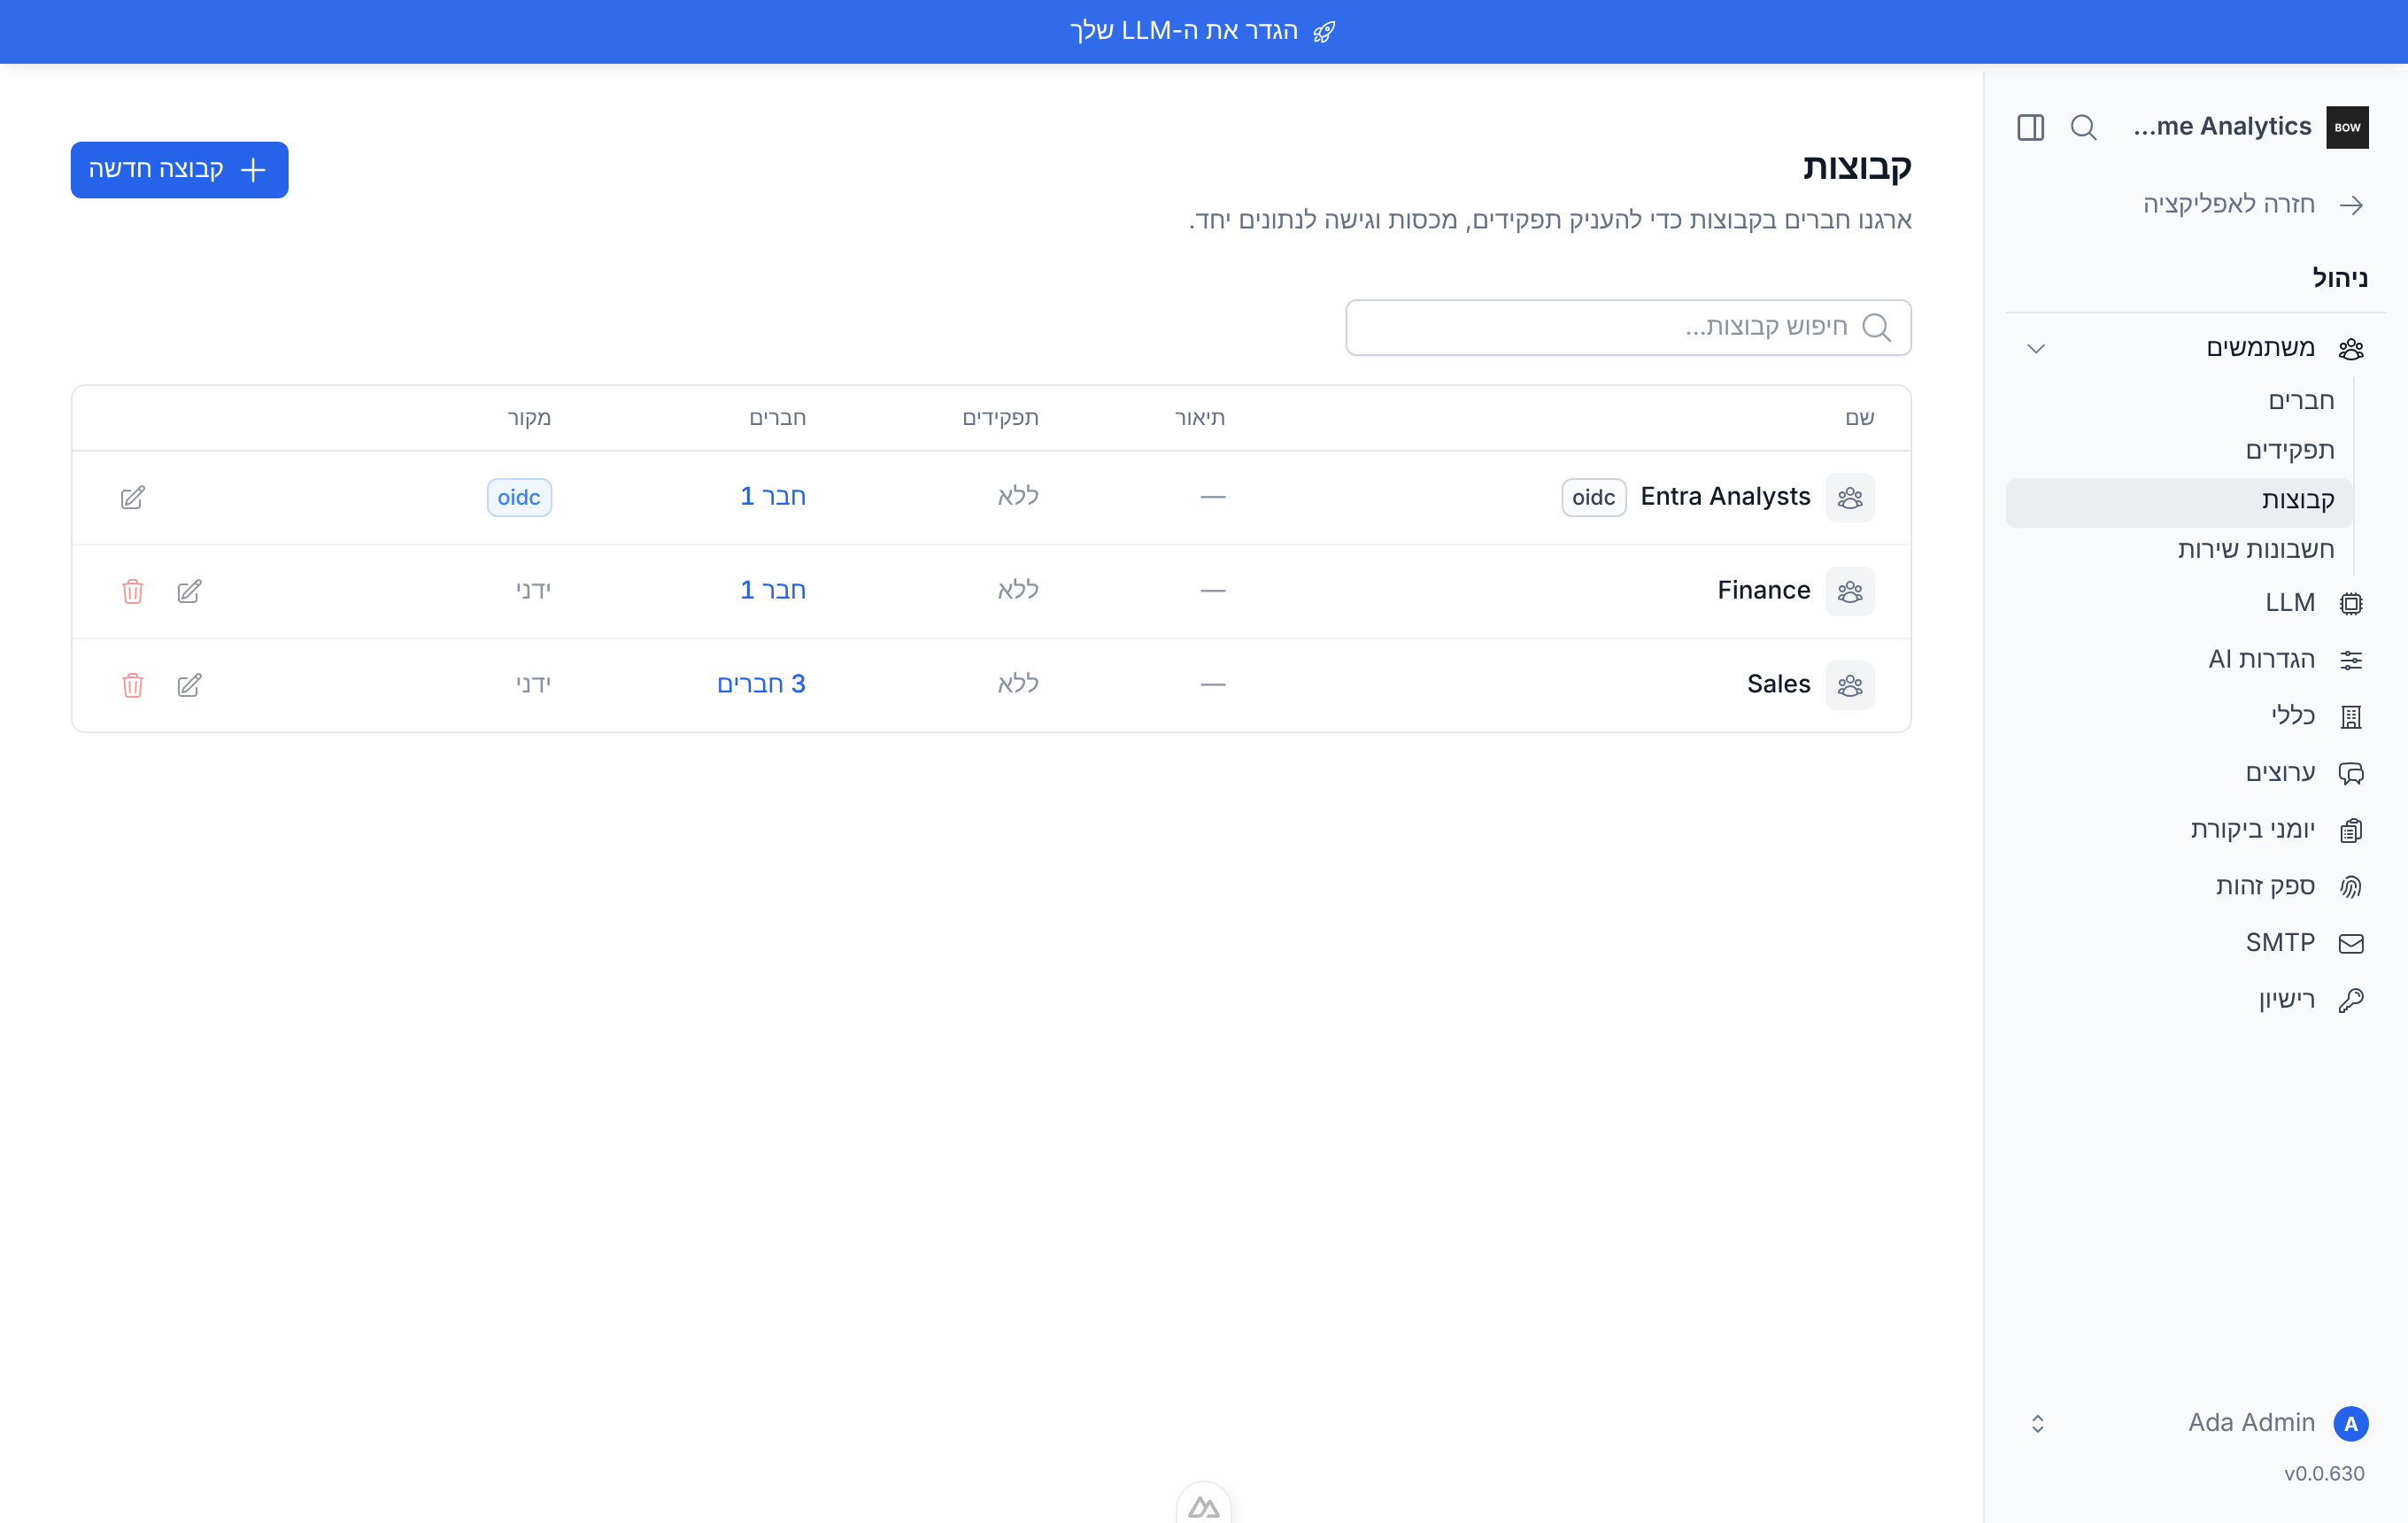 הגדר את ה-LLM שלך
BOW
...me Analytics
חזרה לאפליקציה
ניהול
משתמשים
חברים
תפקידים
קבוצות
חשבונות שירות
LLM
הגדרות AI
כללי
ערוצים
יומני ביקורת
ספק זהות
SMTP
רישיון
A Ada Admin
v0.0.630
קבוצות
ארגנו חברים בקבוצות כדי להעניק תפקידים, מכסות וגישה לנתונים יחד.
קבוצה חדשה
חיפוש קבוצות...
שם תיאור תפקידים חברים מקור
Entra Analysts oidc — ללא חבר 1 oidc
Finance — ללא חבר 1 ידני
Sales — ללא 3 חברים ידני